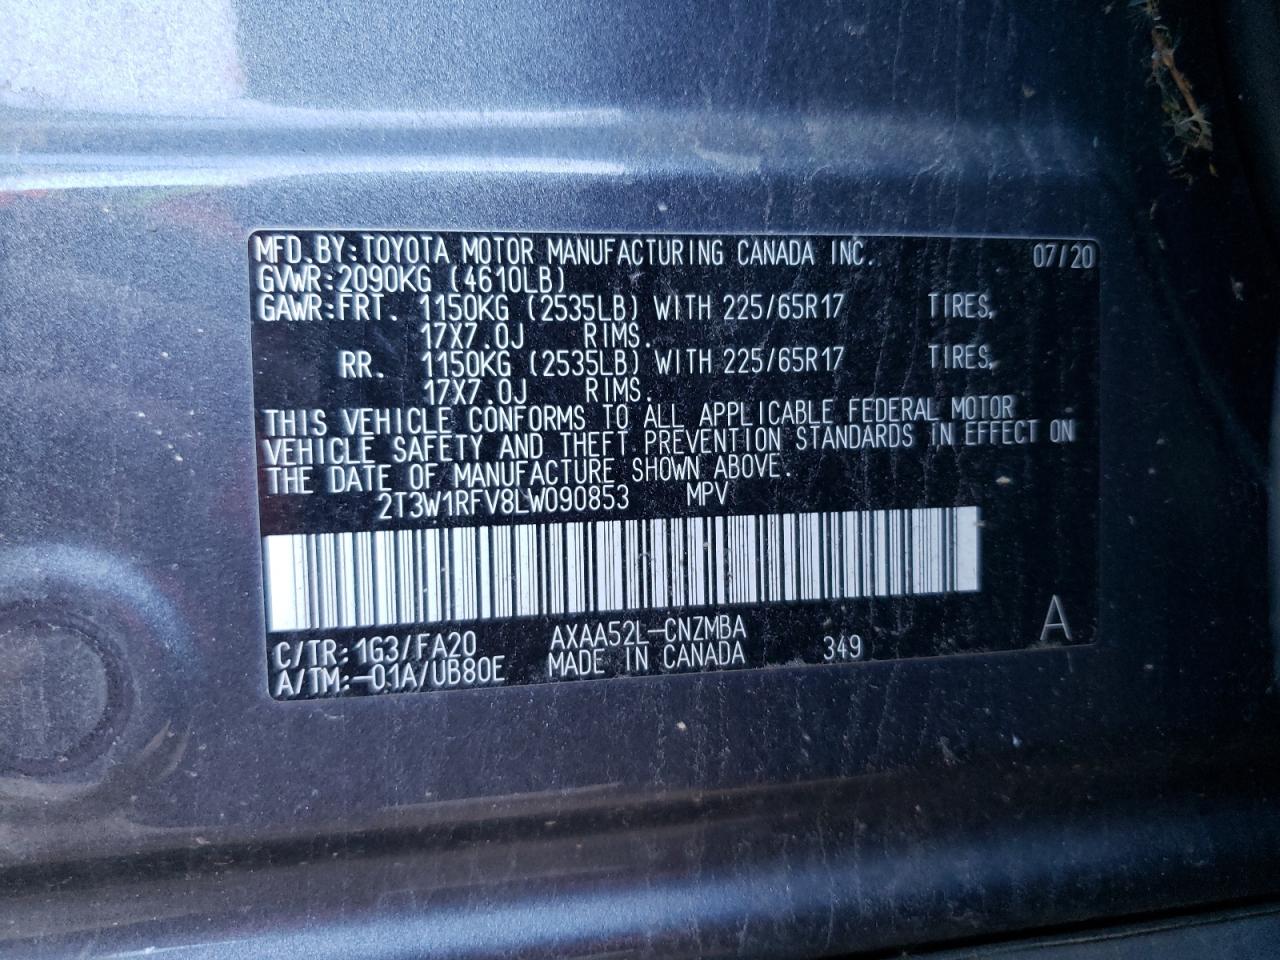 MFD.BY:TOYOTA MOTOR MANUFACTURING CANADA INC. 07/20
GVWR:2090KG (4610LB)
GAWR:FRT. 1150KG (2535LB) WITH 225/65R17 TIRES,
17X7.0J RIMS.
RR. 1150KG (2535LB) WITH 225/65R17 TIRES,
17X7.0J RIMS.
THIS VEHICLE CONFORMS TO ALL APPLICABLE FEDERAL MOTOR
VEHICLE SAFETY AND THEFT PREVENTION STANDARDS IN EFFECT ON
THE DATE OF MANUFACTURE SHOWN ABOVE.
2T3W1RFV8LW090853 MPV
C/TR:1G3/FA20 AXAA52L-CNZMBA A
A/TM:-01A/UB80E MADE IN CANADA 349